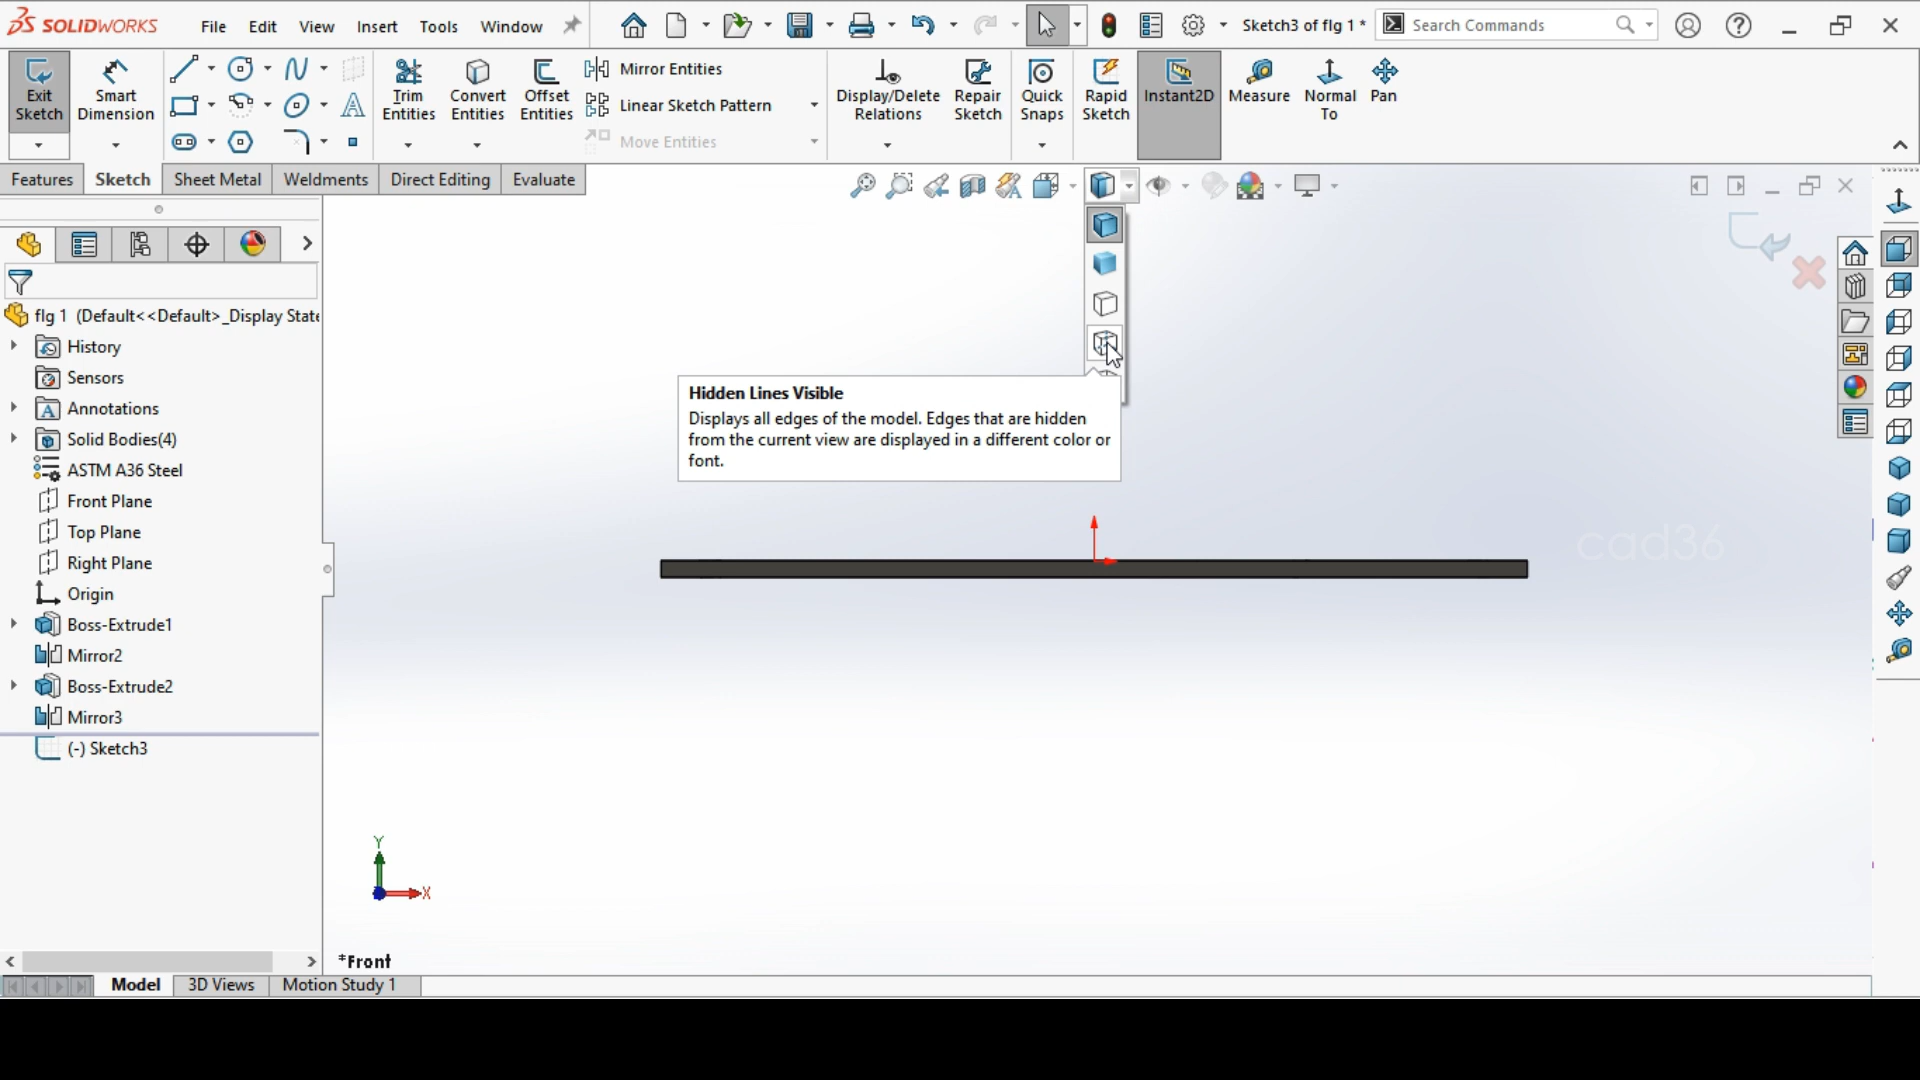 SOLIDWORKS
File Edit View Insert Tools Window
Sketch3 of flg 1 *
Search Commands
Exit Sketch
Smart Dimension
Trim Entities
Convert Entities
Offset Entities
Mirror Entities
Linear Sketch Pattern
Move Entities
Display/Delete Relations
Repair Sketch
Quick Snaps
Rapid Sketch
Instant2D
Measure
Normal To
Pan
Features Sketch Sheet Metal Weldments Direct Editing Evaluate
flg 1 (Default<<Default>_Display State
History
Sensors
Annotations
Solid Bodies(4)
ASTM A36 Steel
Front Plane
Top Plane
Right Plane
Origin
Boss-Extrude1
Mirror2
Boss-Extrude2
Mirror3
(-) Sketch3
Hidden Lines Visible
Displays all edges of the model. Edges that are hidden
from the current view are displayed in a different color or
font.
cad36
Y
X
*Front
Model 3D Views Motion Study 1